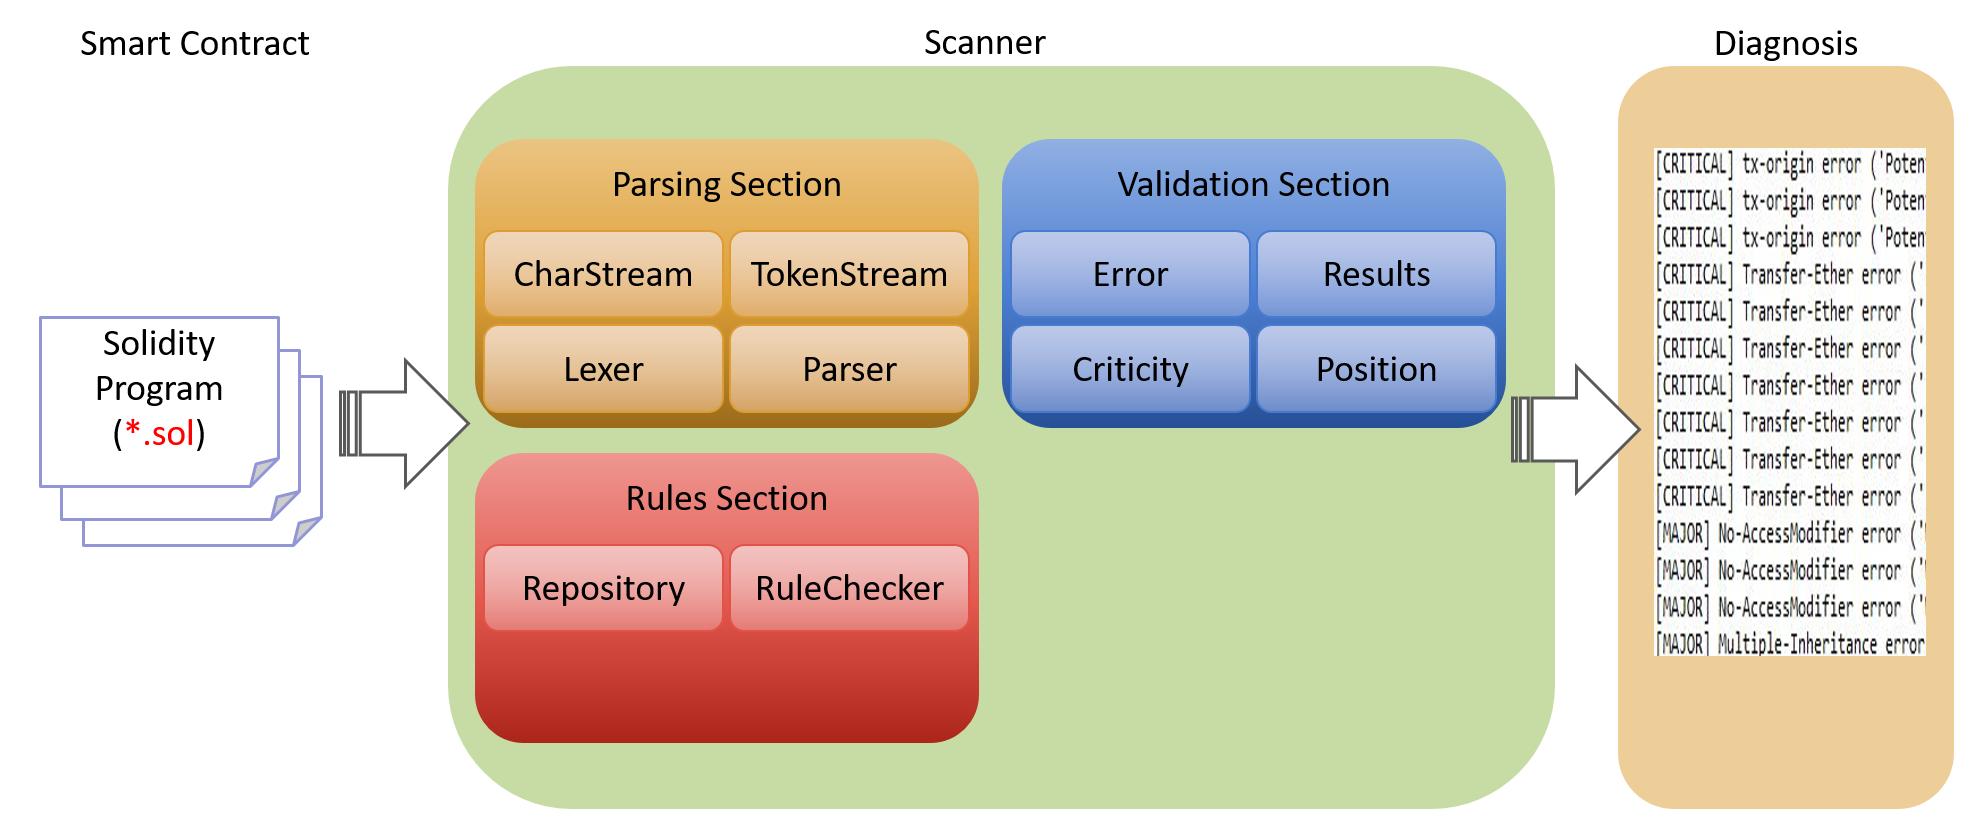 Smart Contract
Scanner
Diagnosis
Solidity
Program
(*.sol)
Parsing Section
CharStream
TokenStream
Lexer
Parser
Validation Section
Error
Results
Criticity
Position
Rules Section
Repository
RuleChecker
[CRITICAL] tx-origin error ('Poten
[CRITICAL] tx-origin error ('Poten
[CRITICAL] tx-origin error ('Poten
[CRITICAL] Transfer-Ether error ('
[CRITICAL] Transfer-Ether error ('
[CRITICAL] Transfer-Ether error ('
[CRITICAL] Transfer-Ether error ('
[CRITICAL] Transfer-Ether error ('
[CRITICAL] Transfer-Ether error ('
[CRITICAL] Transfer-Ether error ('
[MAJOR] No-AccessModifier error ('
[MAJOR] No-AccessModifier error ('
[MAJOR] No-AccessModifier error ('
[MAJOR] Multiple-Inheritance error